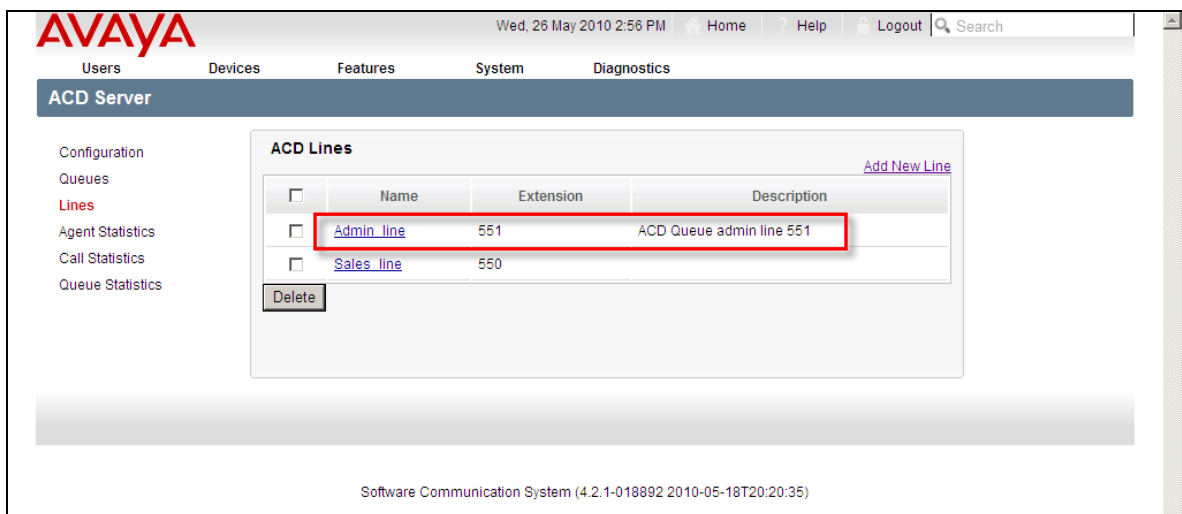 AVAYA
Wed, 26 May 2010 2:56 PM Home ? Help Logout Search
Users Devices Features System Diagnostics
ACD Server
Configuration
Queues
Lines
Agent Statistics
Call Statistics
Queue Statistics
ACD Lines
Add New Line
Name Extension Description
Admin_line 551 ACD Queue admin line 551
Sales_line 550
Delete
Software Communication System (4.2.1-018892 2010-05-18T20:20:35)